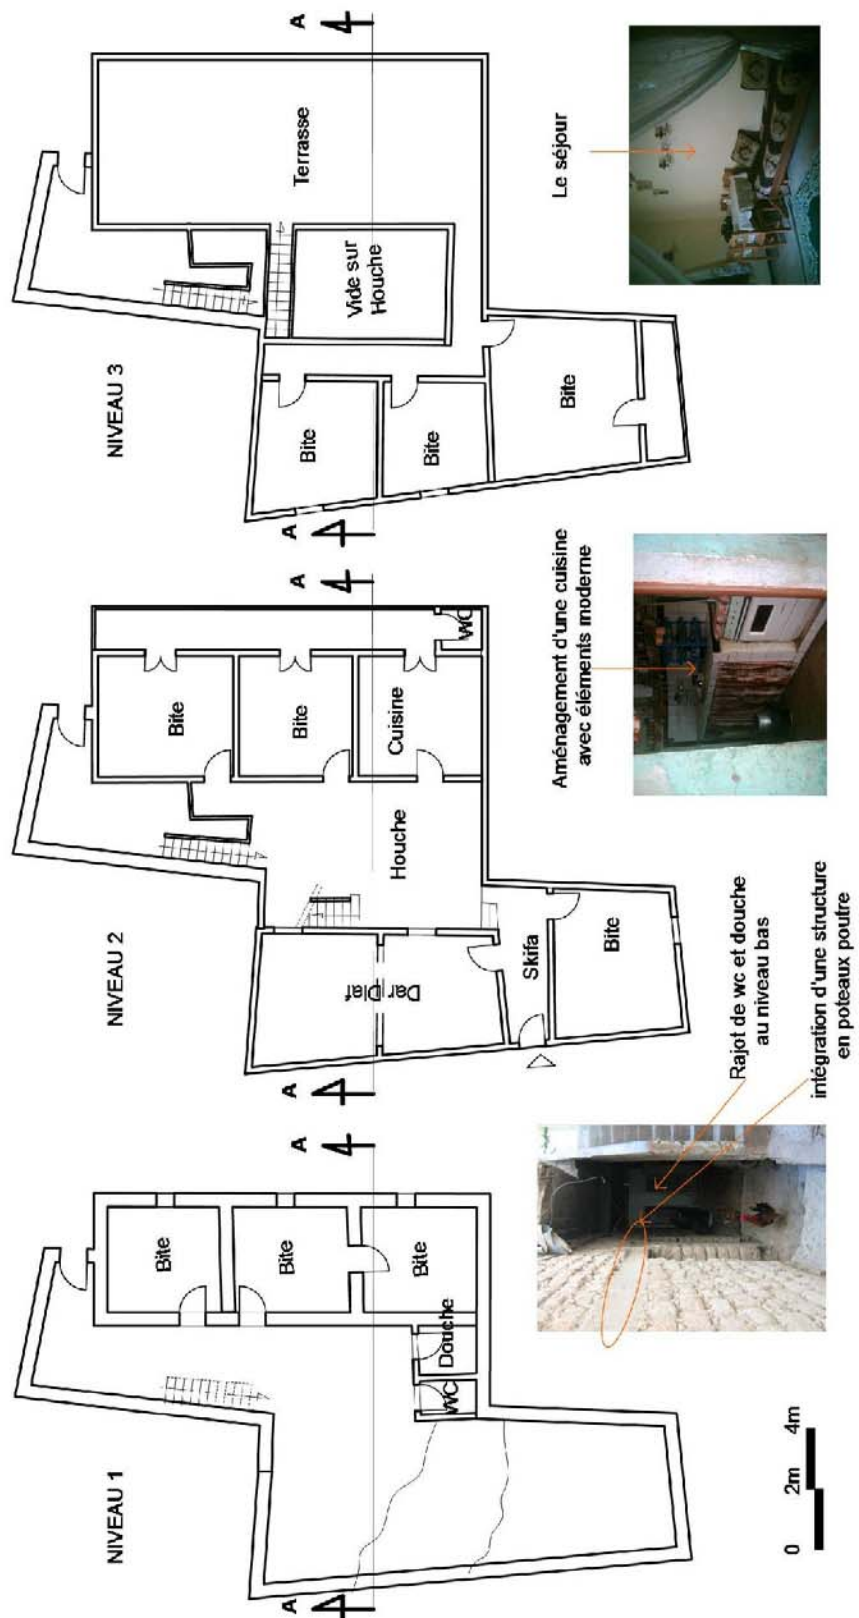 NIVEAU 1
Bite
Bite
Bite
Douche
WC
A
A
0 2m 4m
Rajot de wc et douche
au niveau bas
intégration d'une structure
en poteaux poutre
NIVEAU 2
Bite
Bite
Cuisine
WC
Houche
Dar Diaf
Skifa
Bite
A
A
Aménagement d'une cuisine
avec éléments moderne
NIVEAU 3
Terrasse
Vide sur
Houche
Bite
Bite
Bite
A
A
Le séjour